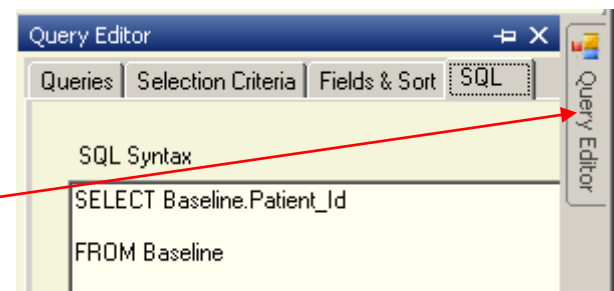 Query Editor
Queries Selection Criteria Fields & Sort SQL
SQL Syntax
SELECT Baseline.Patient_Id
FROM Baseline
Query Editor